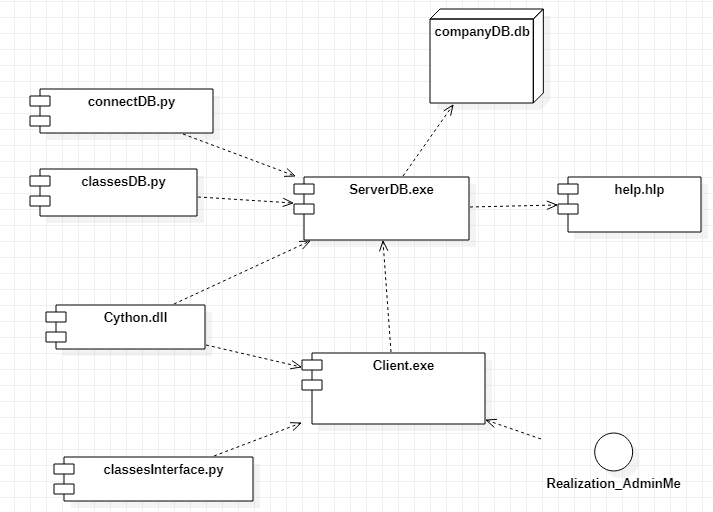 companyDB.db
connectDB.py
classesDB.py
ServerDB.exe
help.hlp
Cython.dll
Client.exe
classesInterface.py
Realization_AdminMe